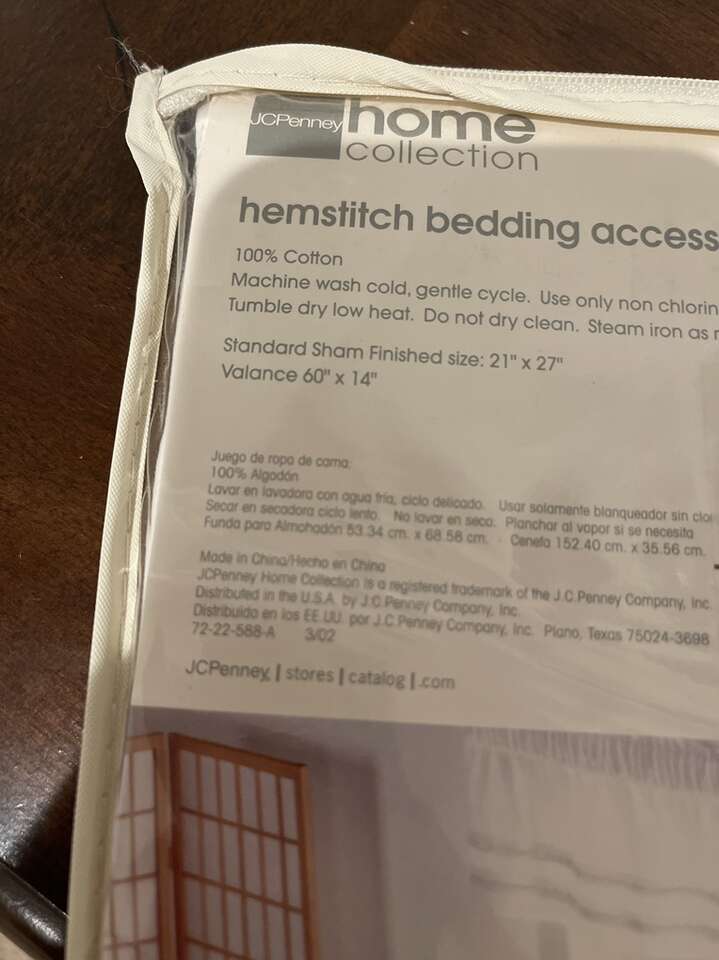 JCPenney home
collection
hemstitch bedding access
100% Cotton
Machine wash cold, gentle cycle. Use only non chlorin
Tumble dry low heat. Do not dry clean. Steam iron as
Standard Sham Finished size: 21" x 27"
Valance 60" x 14"
Juego de ropa de cama:
100% Algodón
Lavar en lavadora con agua fría, ciclo delicado. Usar solamente blanqueador sin clo
Secar en secadora ciclo lento. No lavar en seco. Planchar al vapor si se necesita
Funda para Almohadón 53.34 cm. x 68.58 cm. - Cenefa 152.40 cm. x 35.56 cm.
Made in China/Hecho en China
JCPenney Home Collection is a registered trademark of the J.C.Penney Company, Inc.
Distributed in the U.S.A. by J.C.Penney Company, Inc.
Distribuido en los EE.UU. por J.C.Penney Company, Inc. Plano, Texas 75024-3698
72-22-588-A 3/02
JCPenney | stores | catalog | .com